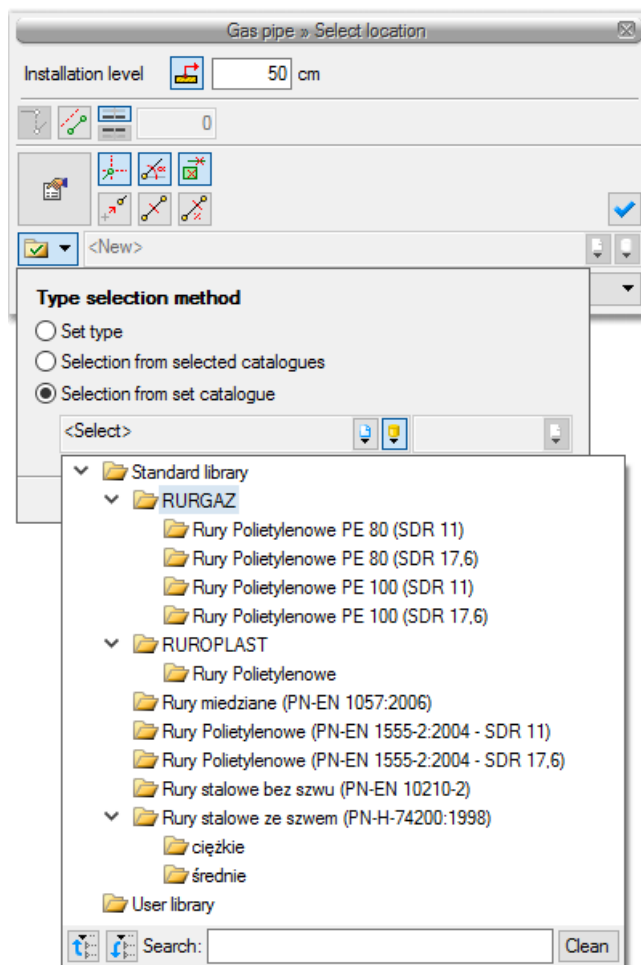 Gas pipe » Select location
Installation level 50 cm
0
<New>
Type selection method
Set type
Selection from selected catalogues
Selection from set catalogue
<Select>
Standard library
RURGAZ
Rury Polietylenowe PE 80 (SDR 11)
Rury Polietylenowe PE 80 (SDR 17,6)
Rury Polietylenowe PE 100 (SDR 11)
Rury Polietylenowe PE 100 (SDR 17,6)
RUROPLAST
Rury Polietylenowe
Rury miedziane (PN-EN 1057:2006)
Rury Polietylenowe (PN-EN 1555-2:2004 - SDR 11)
Rury Polietylenowe (PN-EN 1555-2:2004 - SDR 17,6)
Rury stalowe bez szwu (PN-EN 10210-2)
Rury stalowe ze szwem (PN-H-74200:1998)
ciężkie
średnie
User library
Search: Clean